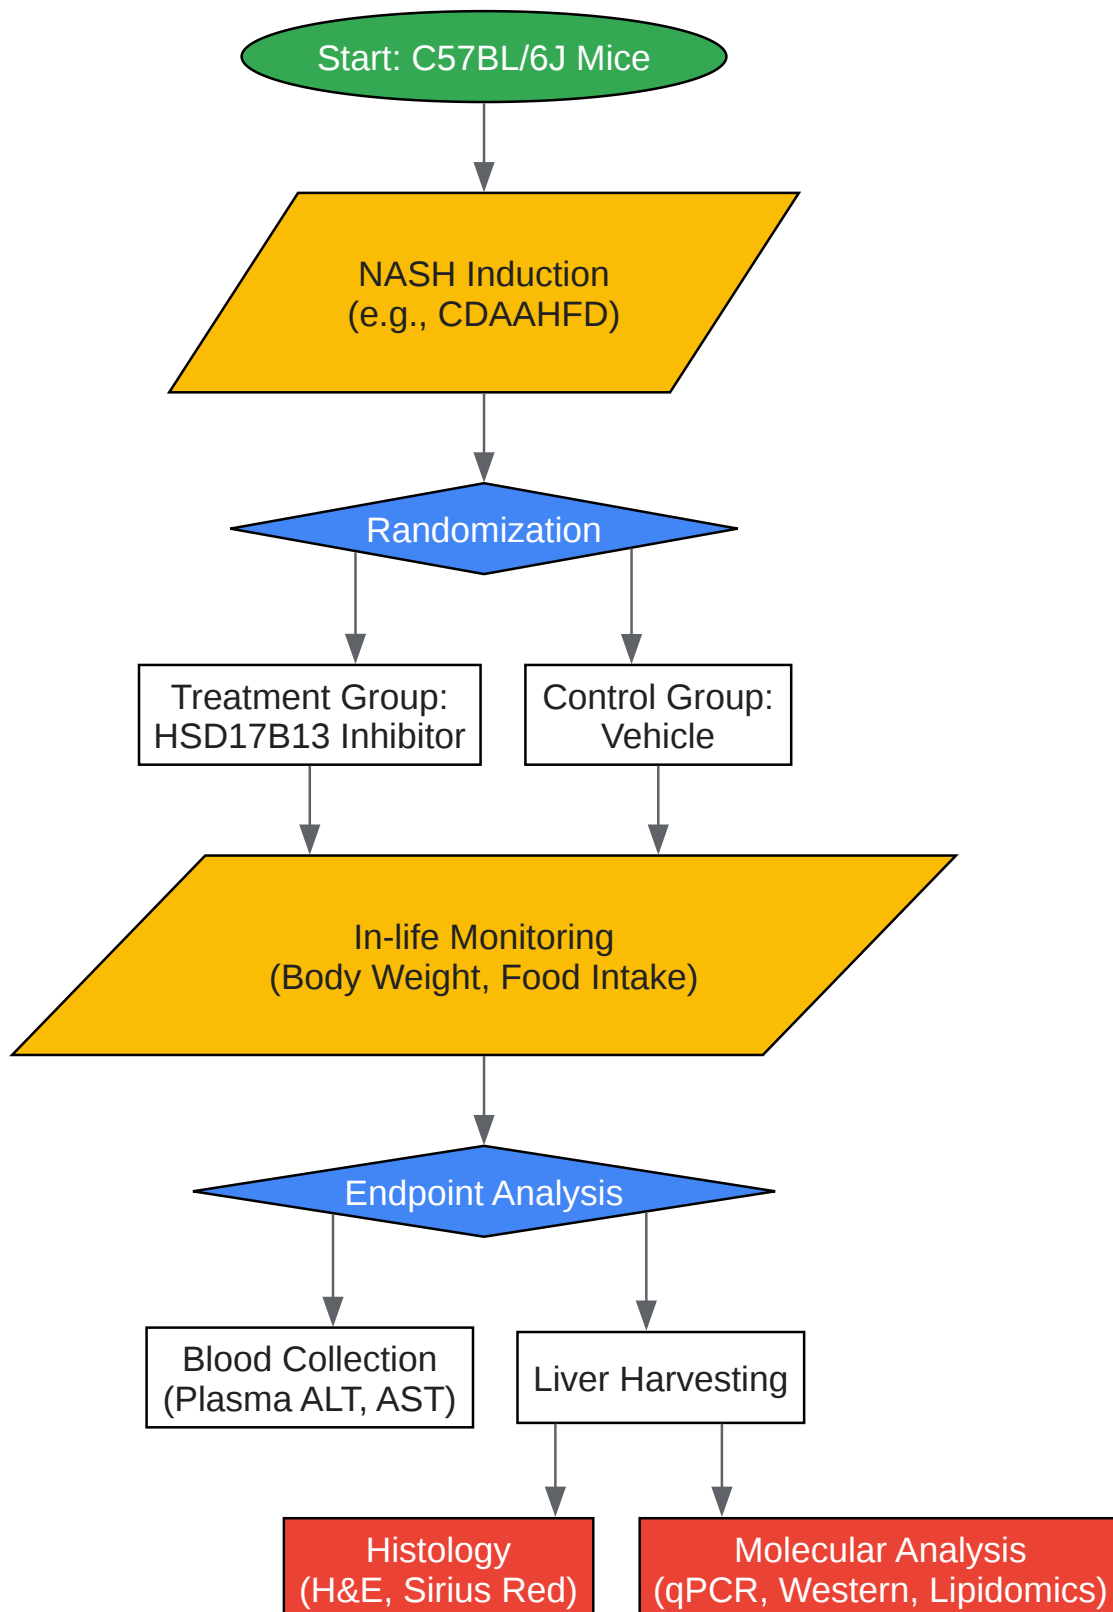 Start: C57BL/6J Mice
NASH Induction
(e.g., CDAAHFD)
Randomization
Treatment Group:
HSD17B13 Inhibitor
Control Group:
Vehicle
In-life Monitoring
(Body Weight, Food Intake)
Endpoint Analysis
Blood Collection
(Plasma ALT, AST)
Liver Harvesting
Histology
(H&E, Sirius Red)
Molecular Analysis
(qPCR, Western, Lipidomics)